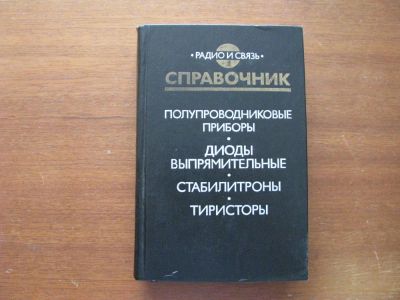 • РАДИО И СВЯЗЬ •
СПРАВОЧНИК
ПОЛУПРОВОДНИКОВЫЕ
ПРИБОРЫ
•
ДИОДЫ
ВЫПРЯМИТЕЛЬНЫЕ
•
СТАБИЛИТРОНЫ
•
ТИРИСТОРЫ